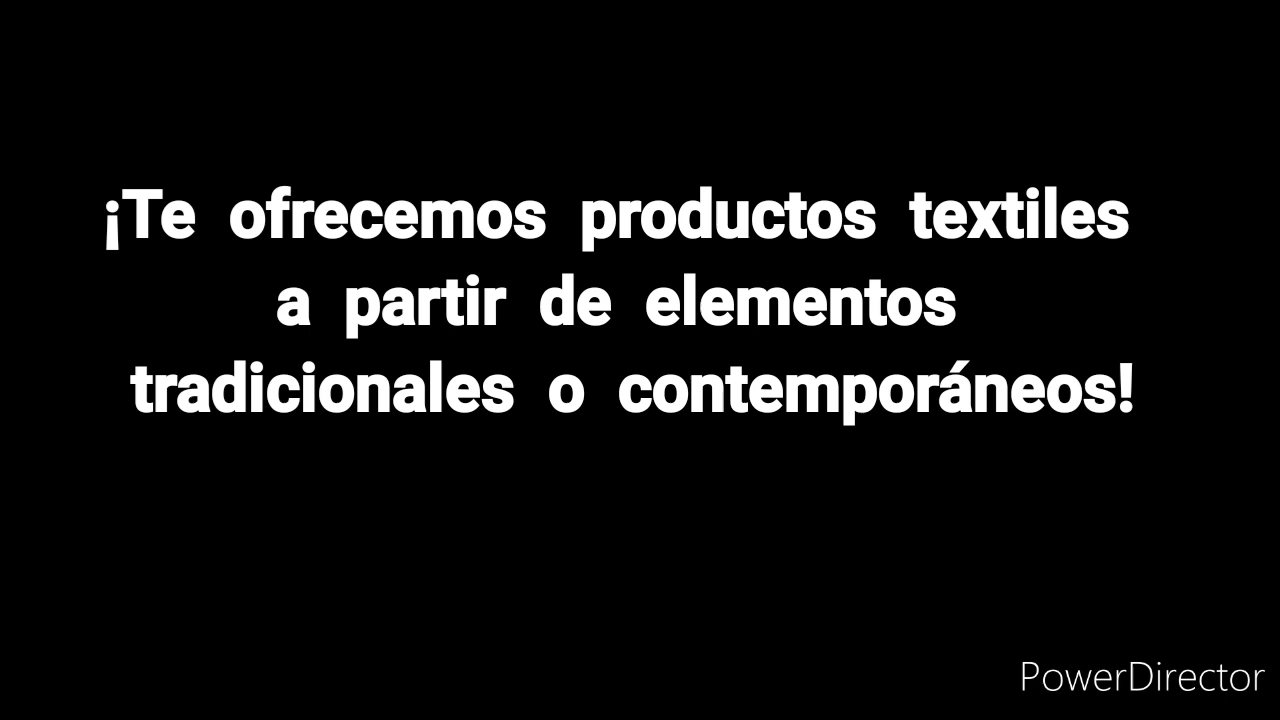 ¡Te ofrecemos productos textiles
a partir de elementos
tradicionales o contemporáneos!
PowerDirector